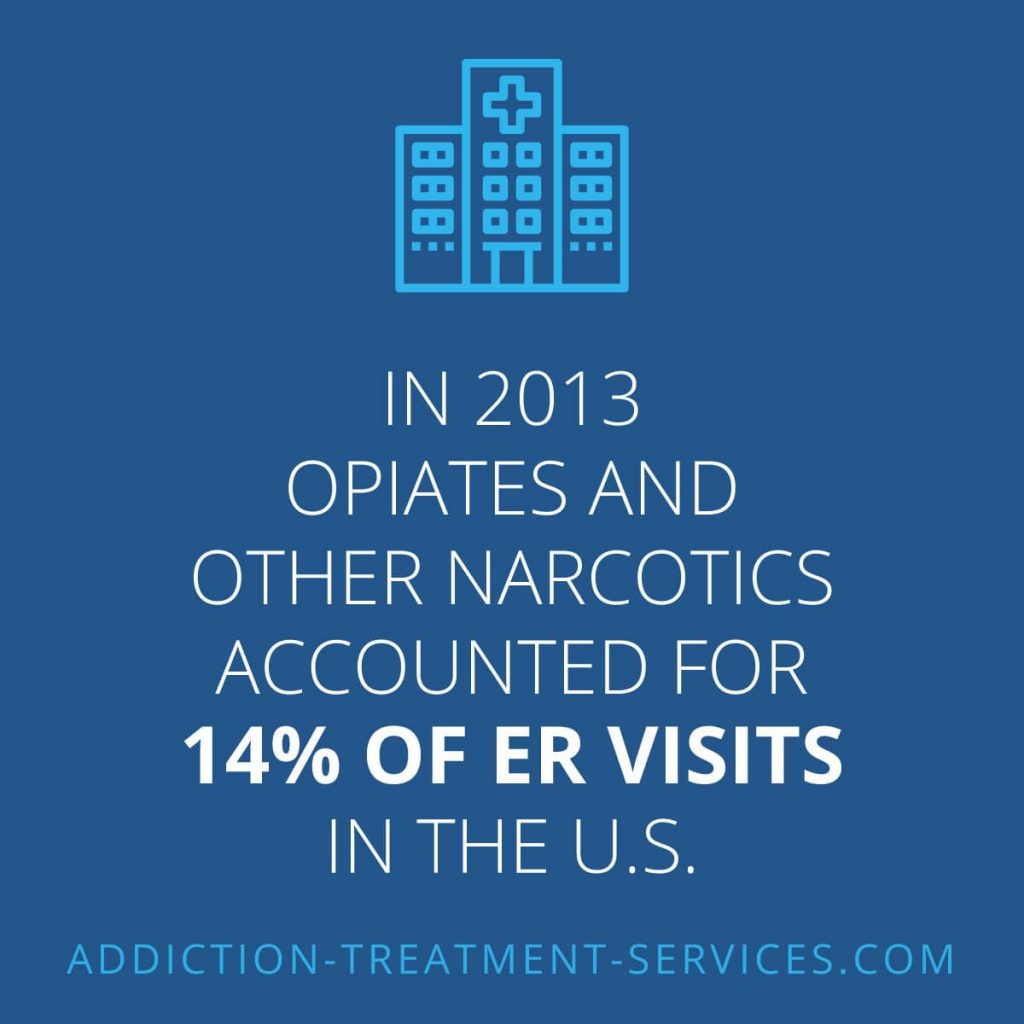 IN 2013
OPIATES AND
OTHER NARCOTICS
ACCOUNTED FOR
14% OF ER VISITS
IN THE U.S.
ADDICTION-TREATMENT-SERVICES.COM